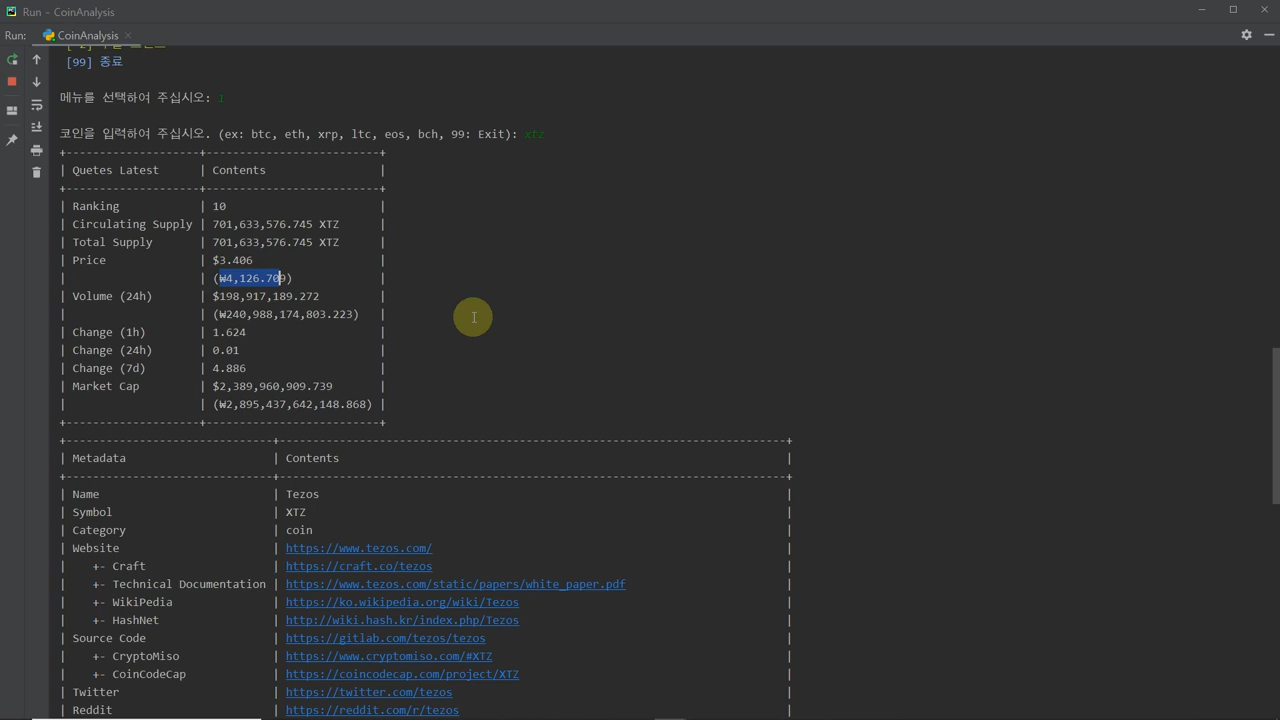 Run - CoinAnalysis
Run: CoinAnalysis
[99] 종료
메뉴를 선택하여 주십시오: 1
코인을 입력하여 주십시오. (ex: btc, eth, xrp, ltc, eos, bch, 99: Exit): xtz
+--------------------+--------------------------+
| Quetes Latest | Contents |
+--------------------+--------------------------+
| Ranking | 10 |
| Circulating Supply | 701,633,576.745 XTZ |
| Total Supply | 701,633,576.745 XTZ |
| Price | $3.406 |
| | (₩4,126.709) |
| Volume (24h) | $198,917,189.272 |
| | (₩240,988,174,803.223) |
| Change (1h) | 1.624 |
| Change (24h) | 0.01 |
| Change (7d) | 4.886 |
| Market Cap | $2,389,960,909.739 |
| | (₩2,895,437,642,148.868) |
+--------------------+--------------------------+
+-------------------------------+----------------------------------------------------------------------------+
| Metadata | Contents |
+-------------------------------+----------------------------------------------------------------------------+
| Name | Tezos |
| Symbol | XTZ |
| Category | coin |
| Website | https://www.tezos.com/ |
| +- Craft | https://craft.co/tezos |
| +- Technical Documentation | https://www.tezos.com/static/papers/white_paper.pdf |
| +- WikiPedia | https://ko.wikipedia.org/wiki/Tezos |
| +- HashNet | http://wiki.hash.kr/index.php/Tezos |
| Source Code | https://gitlab.com/tezos/tezos |
| +- CryptoMiso | https://www.cryptomiso.com/#XTZ |
| +- CoinCodeCap | https://coincodecap.com/project/XTZ |
| Twitter | https://twitter.com/tezos |
| Reddit | https://reddit.com/r/tezos |